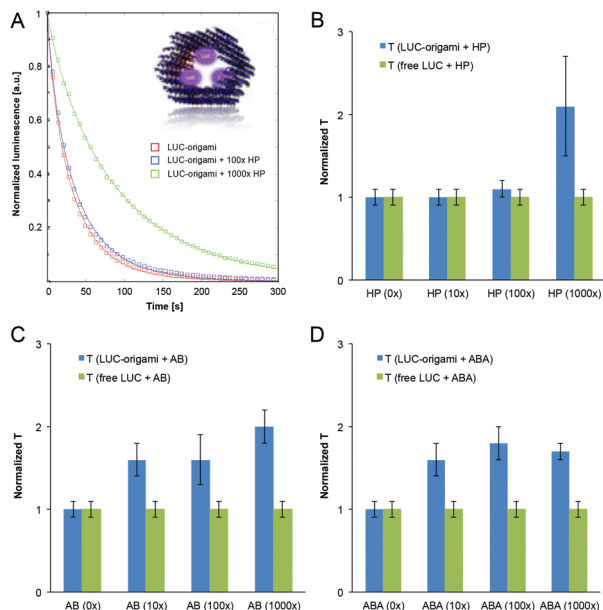 A
Normalized luminescence [a.u.]
1
0.8
0.6
0.4
0.2
0
50
100
150
200
250
300
Time [s]
LUC-origami
LUC-origami + 100x HP
LUC-origami + 1000x HP
B
Normalized T
3
2
1
0
T (LUC-origami + HP)
T (free LUC + HP)
HP (0x)
HP (10x)
HP (100x)
HP (1000x)
C
Normalized T
3
2
1
0
T (LUC-origami + AB)
T (free LUC + AB)
AB (0x)
AB (10x)
AB (100x)
AB (1000x)
D
Normalized T
3
2
1
0
T (LUC-origami + ABA)
T (free LUC + ABA)
ABA (0x)
ABA (10x)
ABA (100x)
ABA (1000x)